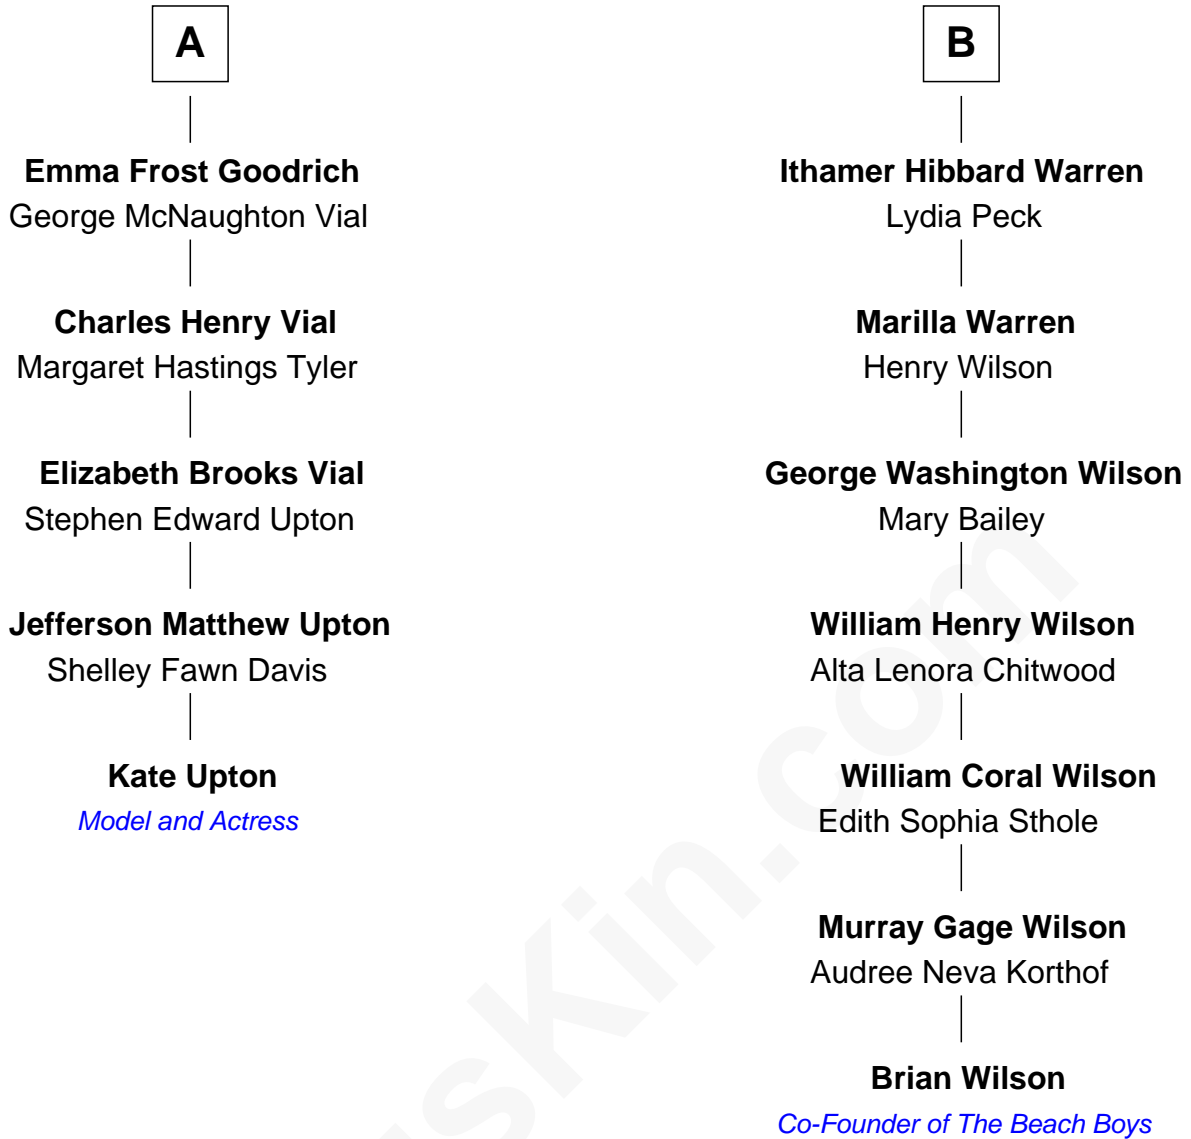 A
Emma Frost Goodrich
George McNaughton Vial
Charles Henry Vial
Margaret Hastings Tyler
Elizabeth Brooks Vial
Stephen Edward Upton
Jefferson Matthew Upton
Shelley Fawn Davis
Kate Upton
Model and Actress
B
Ithamer Hibbard Warren
Lydia Peck
Marilla Warren
Henry Wilson
George Washington Wilson
Mary Bailey
William Henry Wilson
Alta Lenora Chitwood
William Coral Wilson
Edith Sophia Sthole
Murray Gage Wilson
Audree Neva Korthof
Brian Wilson
Co-Founder of The Beach Boys